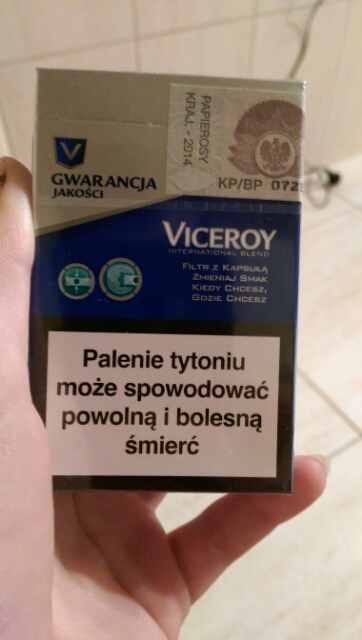 PAPIEROSY
KRAJ. - 2014
KP/BP 072
V
GWARANCJA
JAKOŚCI
VICEROY
INTERNATIONAL BLEND
FILTR Z KAPSUŁĄ
ZMIENIAJ SMAK
KIEDY CHCESZ,
GDZIE CHCESZ
Palenie tytoniu
może spowodować
powolną i bolesną
śmierć